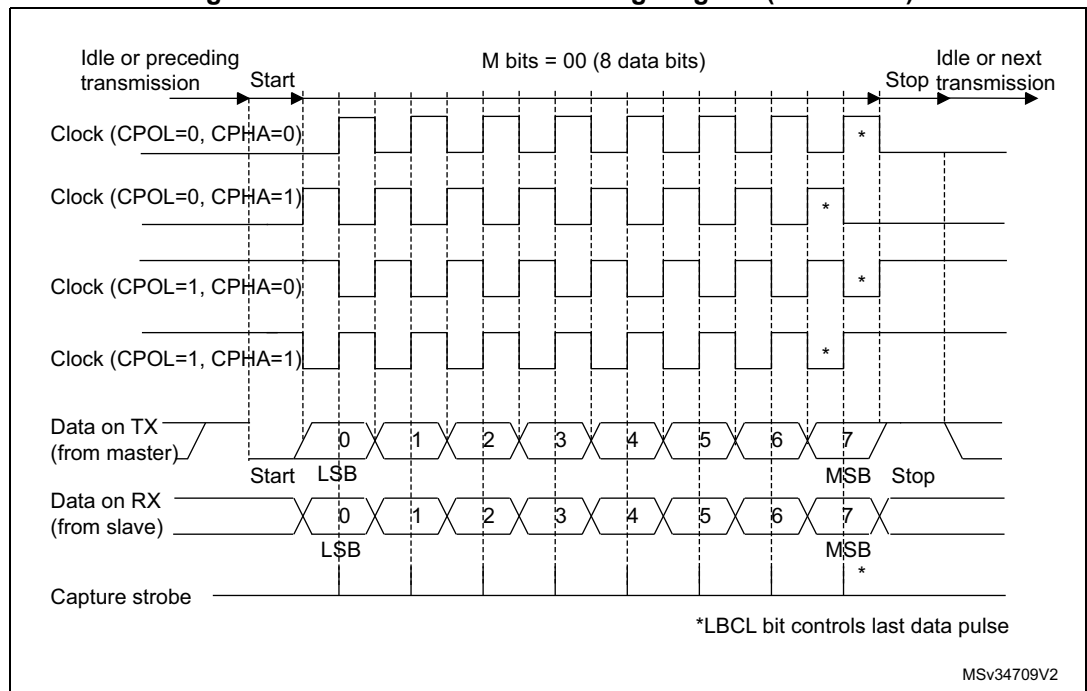 Idle or preceding transmission
Start
M bits = 00 (8 data bits)
Stop
Idle or next transmission
Clock (CPOL=0, CPHA=0)
*
Clock (CPOL=0, CPHA=1)
*
Clock (CPOL=1, CPHA=0)
*
Clock (CPOL=1, CPHA=1)
*
Data on TX (from master)
0 1 2 3 4 5 6 7
Start LSB MSB Stop
Data on RX (from slave)
0 1 2 3 4 5 6 7
LSB MSB
*
Capture strobe
*LBCL bit controls last data pulse
MSv34709V2